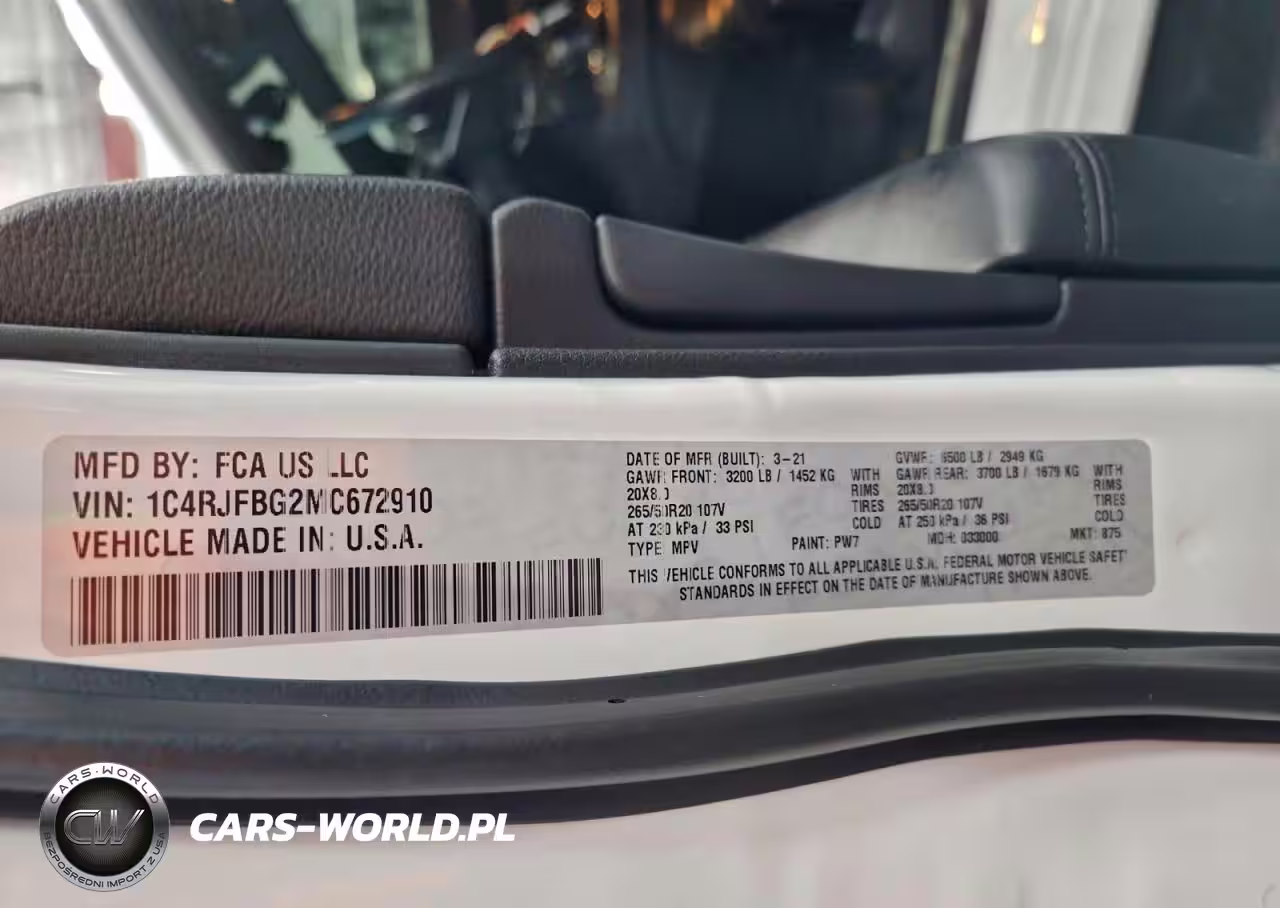 MFD BY: FCA US LLC
VIN: 1C4RJFBG2MC672910
VEHICLE MADE IN: U.S.A.
DATE OF MFR (BUILT): 3-21
GAWR FRONT: 3200 LB / 1452 KG WITH
20X8.0 RIMS
265/50R20 107V TIRES
AT 230 kPa / 33 PSI COLD
TYPE: MPV PAINT: PW7
GVWR: 6500 LB / 2949 KG
GAWR REAR: 3700 LB / 1679 KG WITH
20X8.0 RIMS
265/50R20 107V TIRES
AT 250 kPa / 36 PSI COLD
MDH: 033000 MKT: 875
THIS VEHICLE CONFORMS TO ALL APPLICABLE U.S.A. FEDERAL MOTOR VEHICLE SAFETY
STANDARDS IN EFFECT ON THE DATE OF MANUFACTURE SHOWN ABOVE.
CARS-WORLD
CW
BEZPOŚREDNI IMPORT Z USA
CARS-WORLD.PL